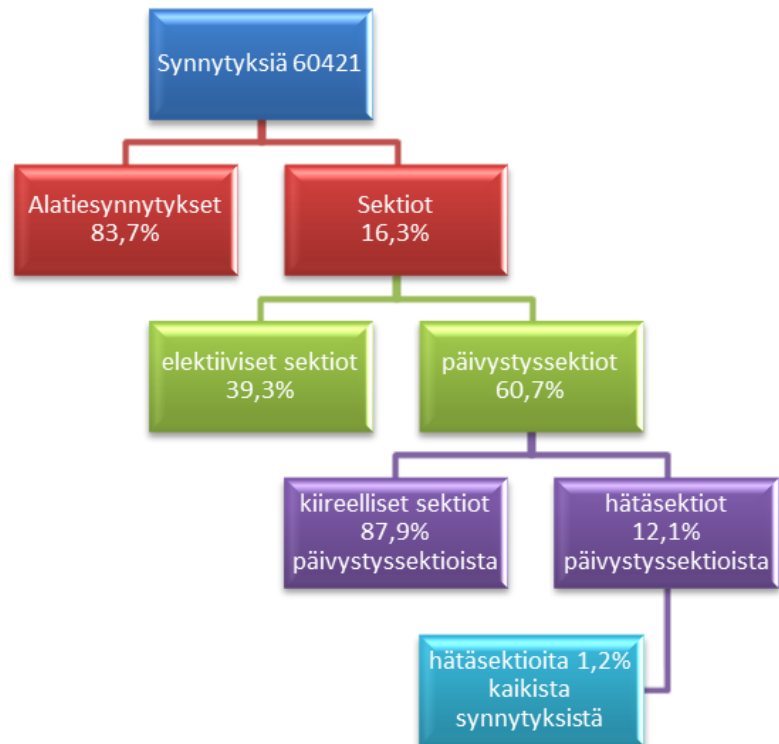 Synnytyksiä 60421
Alatiesynnytykset
83,7%
Sektiot
16,3%
elektiiviset sektiot
39,3%
päivystyssektiot
60,7%
kiireelliset sektiot
87,9%
päivystyssektioista
hätäsektiot
12,1%
päivystyssektioista
hätäsektioita 1,2%
kaikista
synnytyksistä